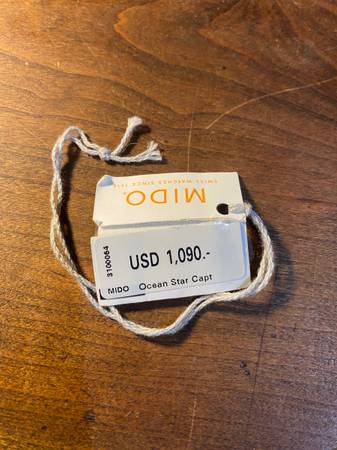 SWISS WATCHES SINCE 1918
MIDO
3100064
USD 1,090.-
MIDO Ocean Star Capt